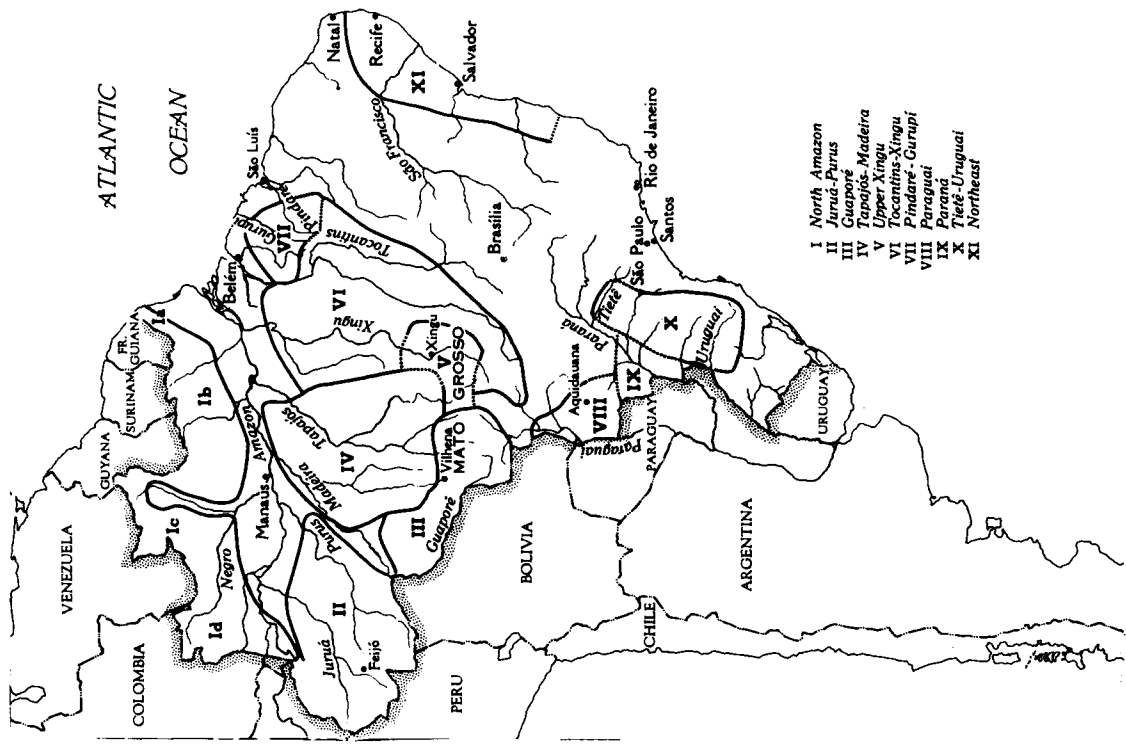 ATLANTIC
OCEAN
VENEZUELA
GUYANA
SURINAM
FR. GUIANA
COLOMBIA
Ia
Ib
Ic
Id
Negro
Amazon
Manaus
Belém
São Luís
Gurupi
Pindaré
VII
Tocantins
VI
Xingu
Xingu
V
MATO
GROSSO
Tapajós
Madeira
IV
Purus
Vilhena
III
Guaporé
II
Juruá
Feijó
PERU
BOLIVIA
Natal
Recife
XI
Salvador
São Francisco
Brasília
Rio de Janeiro
São Paulo
Santos
Tietê
Paraná
X
Uruguai
IX
VIII
Aquidauana
Paraguai
PARAGUAY
URUGUAY
ARGENTINA
CHILE
I North Amazon
II Juruá-Purus
III Guaporé
IV Tapajós-Madeira
V Upper Xingu
VI Tocantins-Xingu
VII Pindaré-Gurupi
VIII Paraguai
IX Paraná
X Tietê-Uruguai
XI Northeast